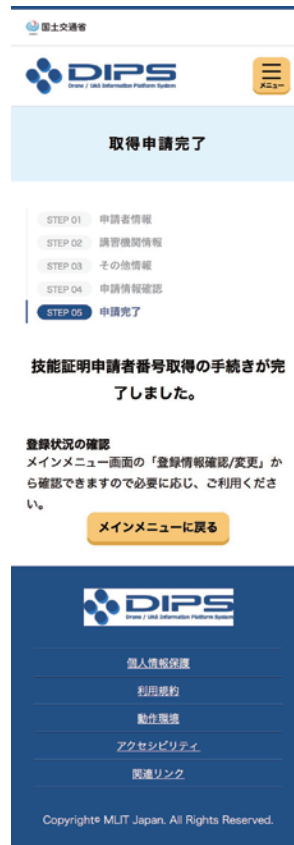 国土交通省
DIPS
Drone / UAS Information Platform System
メニュー
取得申請完了
STEP 01 申請者情報
STEP 02 講習機関情報
STEP 03 その他情報
STEP 04 申請情報確認
STEP 05 申請完了
技能証明申請者番号取得の手続きが完
了しました。
登録状況の確認
メインメニュー画面の「登録情報確認/変更」か
ら確認できますので必要に応じ、ご利用くださ
い。
メインメニューに戻る
DIPS
Drone / UAS Information Platform System
個人情報保護
利用規約
動作環境
アクセシビリティ
関連リンク
Copyright© MLIT Japan. All Rights Reserved.